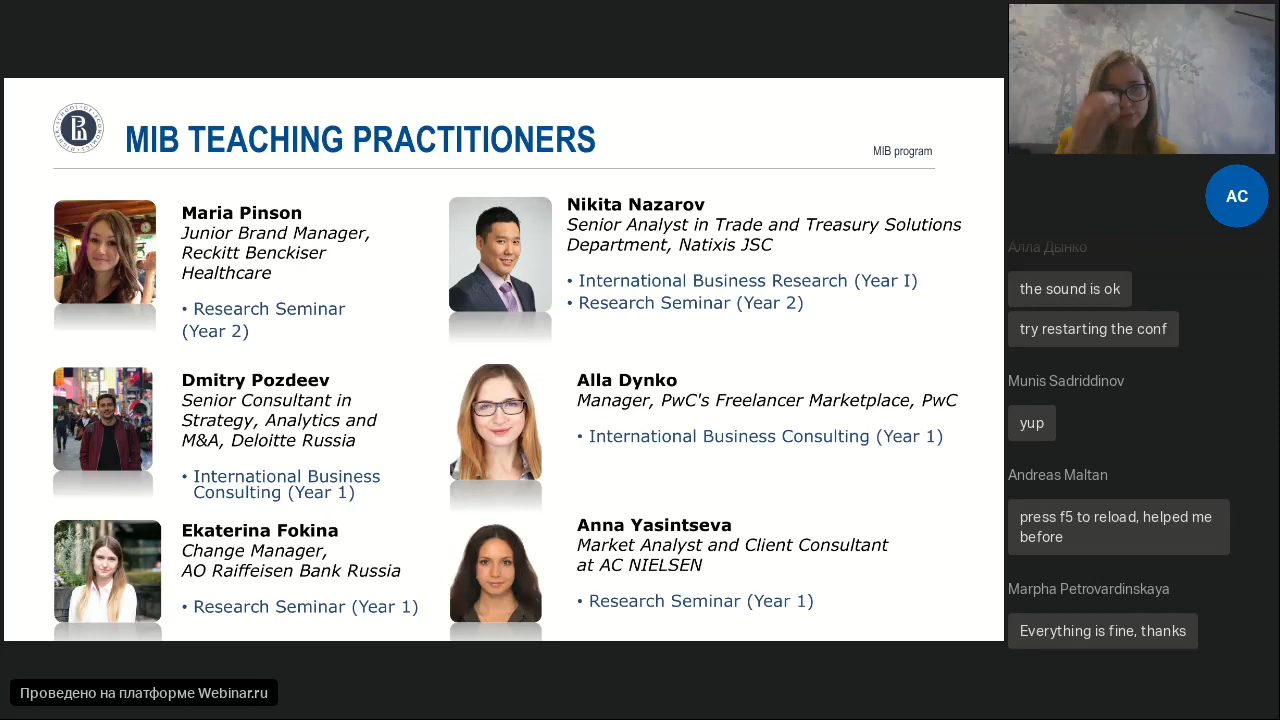 MIB TEACHING PRACTITIONERS
MIB program
Maria Pinson
Junior Brand Manager,
Reckitt Benckiser
Healthcare
• Research Seminar
(Year 2)
Nikita Nazarov
Senior Analyst in Trade and Treasury Solutions
Department, Natixis JSC
• International Business Research (Year I)
• Research Seminar (Year 2)
Dmitry Pozdeev
Senior Consultant in
Strategy, Analytics and
M&A, Deloitte Russia
• International Business
Consulting (Year 1)
Alla Dynko
Manager, PwC's Freelancer Marketplace, PwC
• International Business Consulting (Year 1)
Ekaterina Fokina
Change Manager,
AO Raiffeisen Bank Russia
• Research Seminar (Year 1)
Anna Yasintseva
Market Analyst and Client Consultant
at AC NIELSEN
• Research Seminar (Year 1)
AC
Алла Дынко
the sound is ok
try restarting the conf
Munis Sadriddinov
yup
Andreas Maltan
press f5 to reload, helped me
before
Marpha Petrovardinskaya
Everything is fine, thanks
Проведено на платформе Webinar.ru